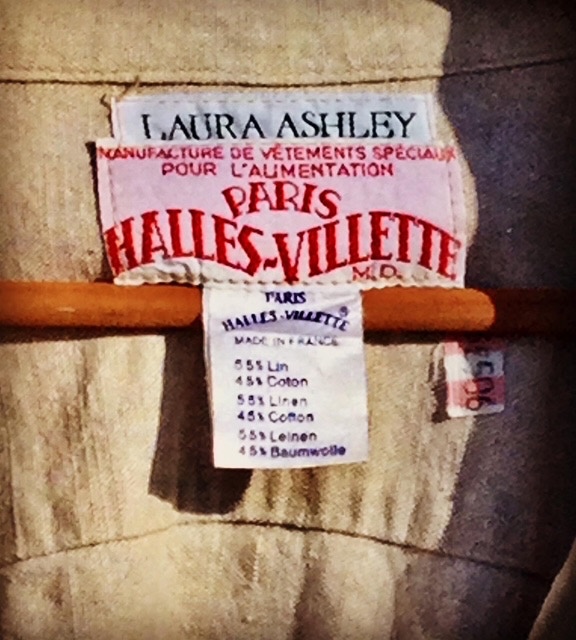 LAURA ASHLEY
MANUFACTURE DE VÊTEMENTS SPÉCIAUX
POUR L'ALIMENTATION
PARIS
HALLES-VILLETTE
M.D.
PARIS
HALLES-VILLETTE®
MADE IN FRANCE
55% Lin
45% Coton
55% Linen
45% Cotton
55% Leinen
45% Baumwolle